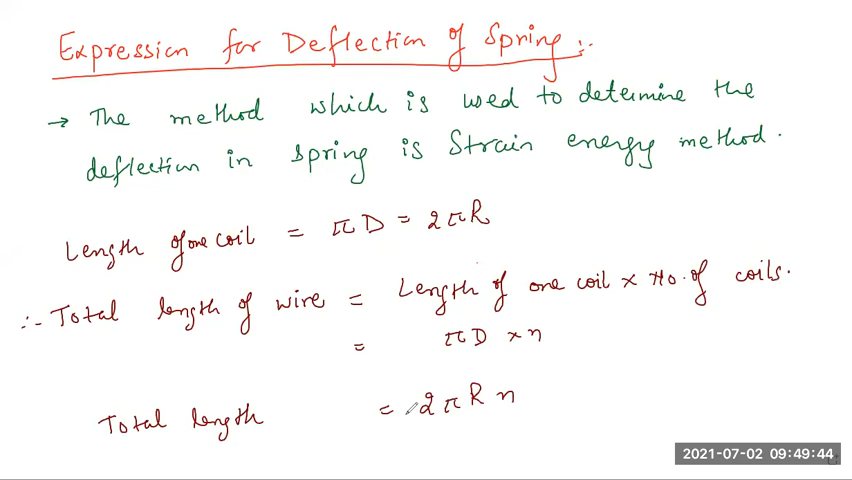 Expression for Deflection of Spring :-
→ The method which is used to determine the
deflection in spring is Strain energy method.
Length of one coil = πD = 2πR
∴ Total length of wire = Length of one coil × No. of coils.
= πD × n
Total length = 2πRn
2021-07-02 09:49:44